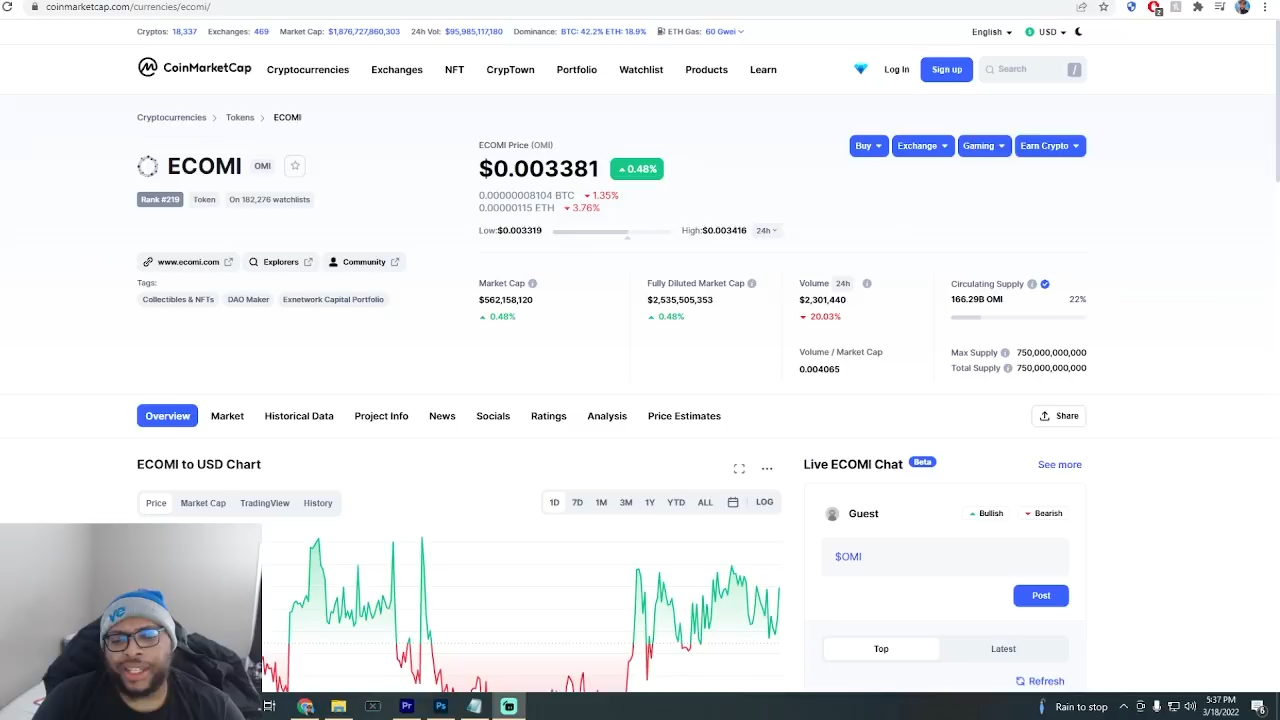 coinmarketcap.com/currencies/ecomi/
Cryptos: 18,337 Exchanges: 469 Market Cap: $1,876,727,860,303 24h Vol: $95,985,117,180 Dominance: BTC: 42.2% ETH: 18.9% ETH Gas: 60 Gwei English USD
CoinMarketCap Cryptocurrencies Exchanges NFT CrypTown Portfolio Watchlist Products Learn Log In Sign up Search /
Cryptocurrencies > Tokens > ECOMI
ECOMI OMI
Rank #219 Token On 182,276 watchlists
www.ecomi.com Explorers Community
Tags:
Collectibles & NFTs DAO Maker Exnetwork Capital Portfolio
ECOMI Price (OMI)
$0.003381 0.48%
0.00000008104 BTC 1.35%
0.00000115 ETH 3.76%
Low:$0.003319 High:$0.003416 24h
Buy Exchange Gaming Earn Crypto
Market Cap
$562,158,120
0.48%
Fully Diluted Market Cap
$2,535,505,353
0.48%
Volume 24h
$2,301,440
20.03%
Volume / Market Cap
0.004065
Circulating Supply
166.29B OMI 22%
Max Supply 750,000,000,000
Total Supply 750,000,000,000
Overview Market Historical Data Project Info News Socials Ratings Analysis Price Estimates Share
ECOMI to USD Chart
Price Market Cap TradingView History 1D 7D 1M 3M 1Y YTD ALL LOG
Live ECOMI Chat Beta See more
Guest Bullish Bearish
$OMI
Post
Top Latest
Refresh
VC
Pr Ps
Rain to stop
5:37 PM
3/18/2022